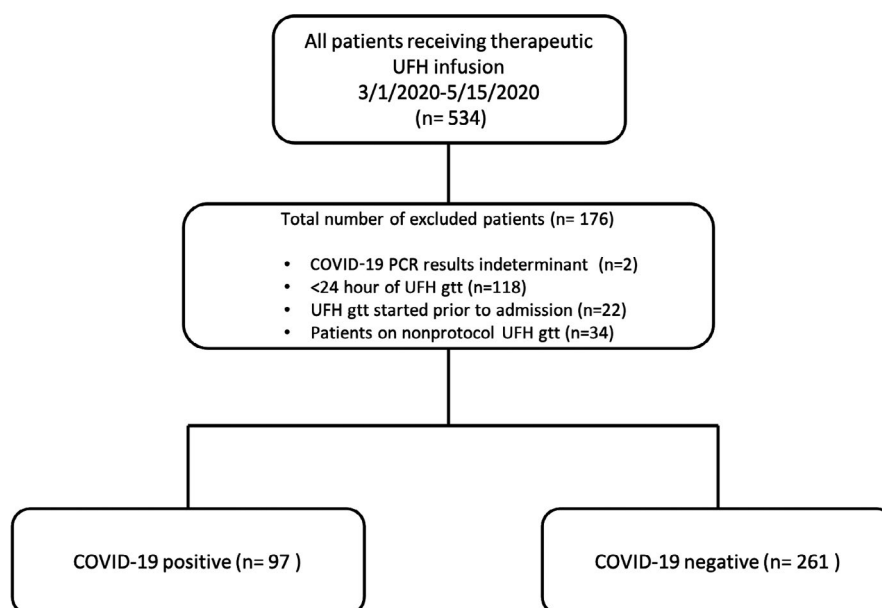 All patients receiving therapeutic
UFH infusion
3/1/2020-5/15/2020
(n= 534)
Total number of excluded patients (n= 176)
• COVID-19 PCR results indeterminant (n=2)
• <24 hour of UFH gtt (n=118)
• UFH gtt started prior to admission (n=22)
• Patients on nonprotocol UFH gtt (n=34)
COVID-19 positive (n= 97 )
COVID-19 negative (n= 261 )